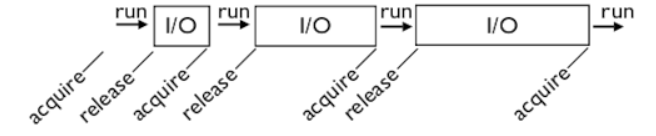 run run run run
I/O I/O I/O
acquire release acquire release acquire release acquire